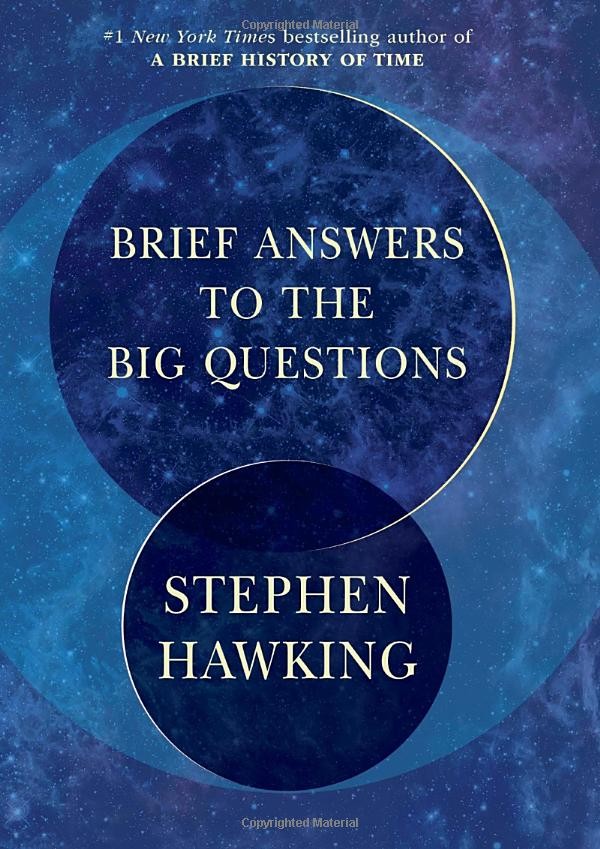 Copyrighted Material
#1 New York Times bestselling author of
A BRIEF HISTORY OF TIME
BRIEF ANSWERS
TO THE
BIG QUESTIONS
STEPHEN
HAWKING
Copyrighted Material